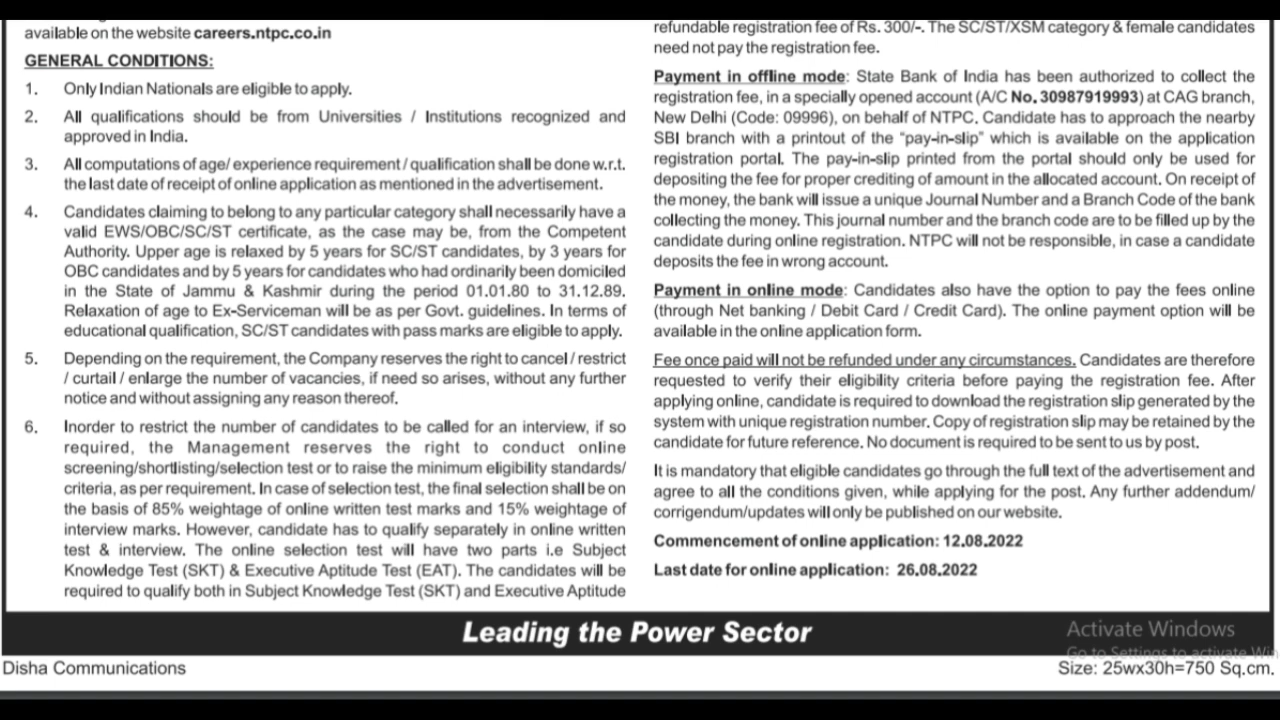 available on the website careers.ntpc.co.in
GENERAL CONDITIONS:
1. Only Indian Nationals are eligible to apply.
2. All qualifications should be from Universities / Institutions recognized and
approved in India.
3. All computations of age/ experience requirement / qualification shall be done w.r.t.
the last date of receipt of online application as mentioned in the advertisement.
4. Candidates claiming to belong to any particular category shall necessarily have a
valid EWS/OBC/SC/ST certificate, as the case may be, from the Competent
Authority. Upper age is relaxed by 5 years for SC/ST candidates, by 3 years for
OBC candidates and by 5 years for candidates who had ordinarily been domiciled
in the State of Jammu & Kashmir during the period 01.01.80 to 31.12.89.
Relaxation of age to Ex-Serviceman will be as per Govt. guidelines. In terms of
educational qualification, SC/ST candidates with pass marks are eligible to apply.
5. Depending on the requirement, the Company reserves the right to cancel / restrict
/ curtail / enlarge the number of vacancies, if need so arises, without any further
notice and without assigning any reason thereof.
6. Inorder to restrict the number of candidates to be called for an interview, if so
required, the Management reserves the right to conduct online
screening/shortlisting/selection test or to raise the minimum eligibility standards/
criteria, as per requirement. In case of selection test, the final selection shall be on
the basis of 85% weightage of online written test marks and 15% weightage of
interview marks. However, candidate has to qualify separately in online written
test & interview. The online selection test will have two parts i.e Subject
Knowledge Test (SKT) & Executive Aptitude Test (EAT). The candidates will be
required to qualify both in Subject Knowledge Test (SKT) and Executive Aptitude
refundable registration fee of Rs. 300/-. The SC/ST/XSM category & female candidates
need not pay the registration fee.
Payment in offline mode: State Bank of India has been authorized to collect the
registration fee, in a specially opened account (A/C No. 30987919993) at CAG branch,
New Delhi (Code: 09996), on behalf of NTPC. Candidate has to approach the nearby
SBI branch with a printout of the "pay-in-slip" which is available on the application
registration portal. The pay-in-slip printed from the portal should only be used for
depositing the fee for proper crediting of amount in the allocated account. On receipt of
the money, the bank will issue a unique Journal Number and a Branch Code of the bank
collecting the money. This journal number and the branch code are to be filled up by the
candidate during online registration. NTPC will not be responsible, in case a candidate
deposits the fee in wrong account.
Payment in online mode: Candidates also have the option to pay the fees online
(through Net banking / Debit Card / Credit Card). The online payment option will be
available in the online application form.
Fee once paid will not be refunded under any circumstances. Candidates are therefore
requested to verify their eligibility criteria before paying the registration fee. After
applying online, candidate is required to download the registration slip generated by the
system with unique registration number. Copy of registration slip may be retained by the
candidate for future reference. No document is required to be sent to us by post.
It is mandatory that eligible candidates go through the full text of the advertisement and
agree to all the conditions given, while applying for the post. Any further addendum/
corrigendum/updates will only be published on our website.
Commencement of online application: 12.08.2022
Last date for online application: 26.08.2022
Leading the Power Sector
Activate Windows
Go to Settings to activate Win
Disha Communications
Size: 25wx30h=750 Sq.cm.